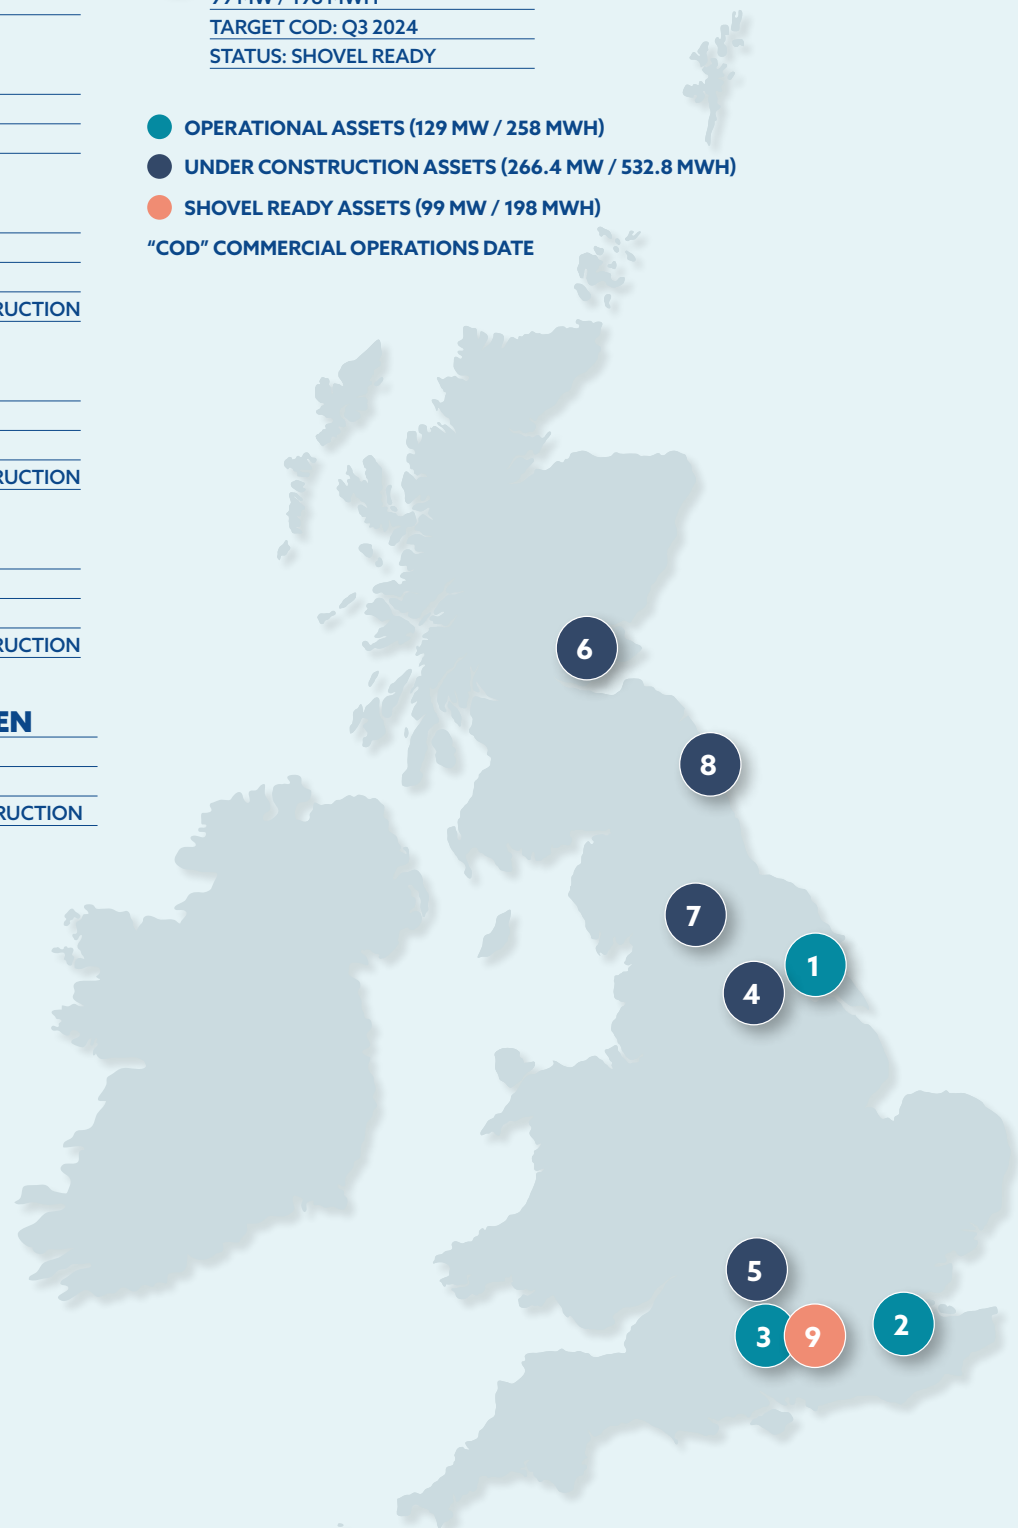 TARGET COD: Q3 2024
STATUS: SHOVEL READY
OPERATIONAL ASSETS (129 MW / 258 MWH)
UNDER CONSTRUCTION ASSETS (266.4 MW / 532.8 MWH)
SHOVEL READY ASSETS (99 MW / 198 MWH)
“COD” COMMERCIAL OPERATIONS DATE
RUCTION
RUCTION
RUCTION
EN
RUCTION
6
8
7
1
4
5
3
9
2